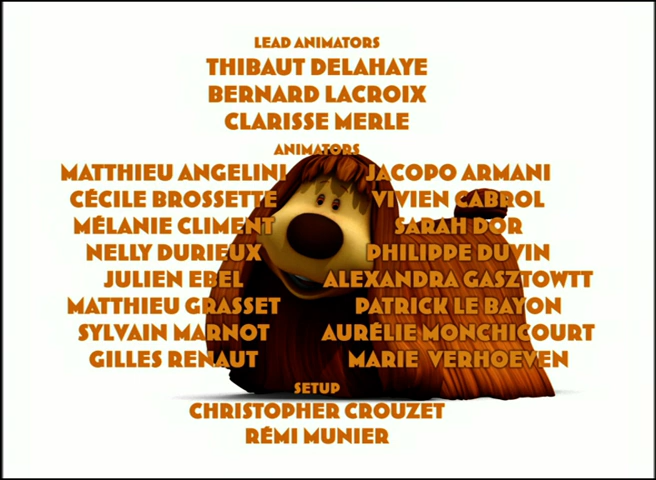 LEAD ANIMATORS
THIBAUT DELAHAYE
BERNARD LACROIX
CLARISSE MERLE
ANIMATORS
MATTHIEU ANGELINI JACOPO ARMANI
CÉCILE BROSSETTE VIVIEN CABROL
MÉLANIE CLIMENT SARAH DOR
NELLY DURIEUX PHILIPPE DUVIN
JULIEN EBEL ALEXANDRA GASZTOWTT
MATTHIEU GRASSET PATRICK LE BAYON
SYLVAIN MARNOT AURÉLIE MONCHICOURT
GILLES RENAUT MARIE VERHOEVEN
SETUP
CHRISTOPHER CROUZET
RÉMI MUNIER